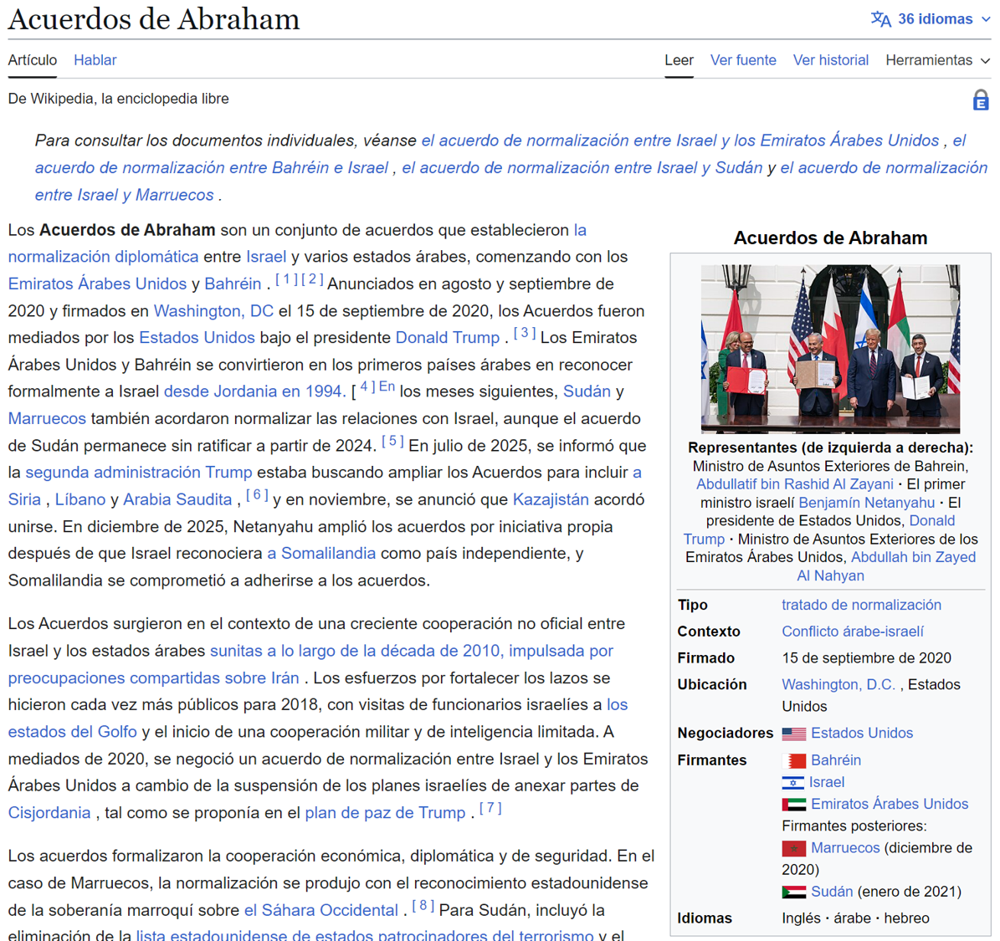 Acuerdos de Abraham
36 idiomas
Artículo Hablar
Leer Ver fuente Ver historial Herramientas
De Wikipedia, la enciclopedia libre
E
Para consultar los documentos individuales, véanse el acuerdo de normalización entre Israel y los Emiratos Árabes Unidos , el
acuerdo de normalización entre Bahréin e Israel , el acuerdo de normalización entre Israel y Sudán y el acuerdo de normalización
entre Israel y Marruecos .
Los Acuerdos de Abraham son un conjunto de acuerdos que establecieron la
normalización diplomática entre Israel y varios estados árabes, comenzando con los
Emiratos Árabes Unidos y Bahréin . [ 1 ] [ 2 ] Anunciados en agosto y septiembre de
2020 y firmados en Washington, DC el 15 de septiembre de 2020, los Acuerdos fueron
mediados por los Estados Unidos bajo el presidente Donald Trump . [ 3 ] Los Emiratos
Árabes Unidos y Bahréin se convirtieron en los primeros países árabes en reconocer
formalmente a Israel desde Jordania en 1994. [ 4 ] En los meses siguientes, Sudán y
Marruecos también acordaron normalizar las relaciones con Israel, aunque el acuerdo
de Sudán permanece sin ratificar a partir de 2024. [ 5 ] En julio de 2025, se informó que
la segunda administración Trump estaba buscando ampliar los Acuerdos para incluir a
Siria , Líbano y Arabia Saudita , [ 6 ] y en noviembre, se anunció que Kazajistán acordó
unirse. En diciembre de 2025, Netanyahu amplió los acuerdos por iniciativa propia
después de que Israel reconociera a Somalilandia como país independiente, y
Somalilandia se comprometió a adherirse a los acuerdos.
Los Acuerdos surgieron en el contexto de una creciente cooperación no oficial entre
Israel y los estados árabes sunitas a lo largo de la década de 2010, impulsada por
preocupaciones compartidas sobre Irán . Los esfuerzos por fortalecer los lazos se
hicieron cada vez más públicos para 2018, con visitas de funcionarios israelíes a los
estados del Golfo y el inicio de una cooperación militar y de inteligencia limitada. A
mediados de 2020, se negoció un acuerdo de normalización entre Israel y los Emiratos
Árabes Unidos a cambio de la suspensión de los planes israelíes de anexar partes de
Cisjordania , tal como se proponía en el plan de paz de Trump . [ 7 ]
Los acuerdos formalizaron la cooperación económica, diplomática y de seguridad. En el
caso de Marruecos, la normalización se produjo con el reconocimiento estadounidense
de la soberanía marroquí sobre el Sáhara Occidental . [ 8 ] Para Sudán, incluyó la
eliminación de la lista estadounidense de estados patrocinadores del terrorismo y el
Acuerdos de Abraham
Representantes (de izquierda a derecha):
Ministro de Asuntos Exteriores de Bahrein,
Abdullatif bin Rashid Al Zayani · El primer
ministro israelí Benjamín Netanyahu · El
presidente de Estados Unidos, Donald
Trump · Ministro de Asuntos Exteriores de los
Emiratos Árabes Unidos, Abdullah bin Zayed
Al Nahyan
Tipo tratado de normalización
Contexto Conflicto árabe-israelí
Firmado 15 de septiembre de 2020
Ubicación Washington, D.C. , Estados
Unidos
Negociadores Estados Unidos
Firmantes Bahréin
Israel
Emiratos Árabes Unidos
Firmantes posteriores:
Marruecos (diciembre de
2020)
Sudán (enero de 2021)
Idiomas Inglés · árabe · hebreo